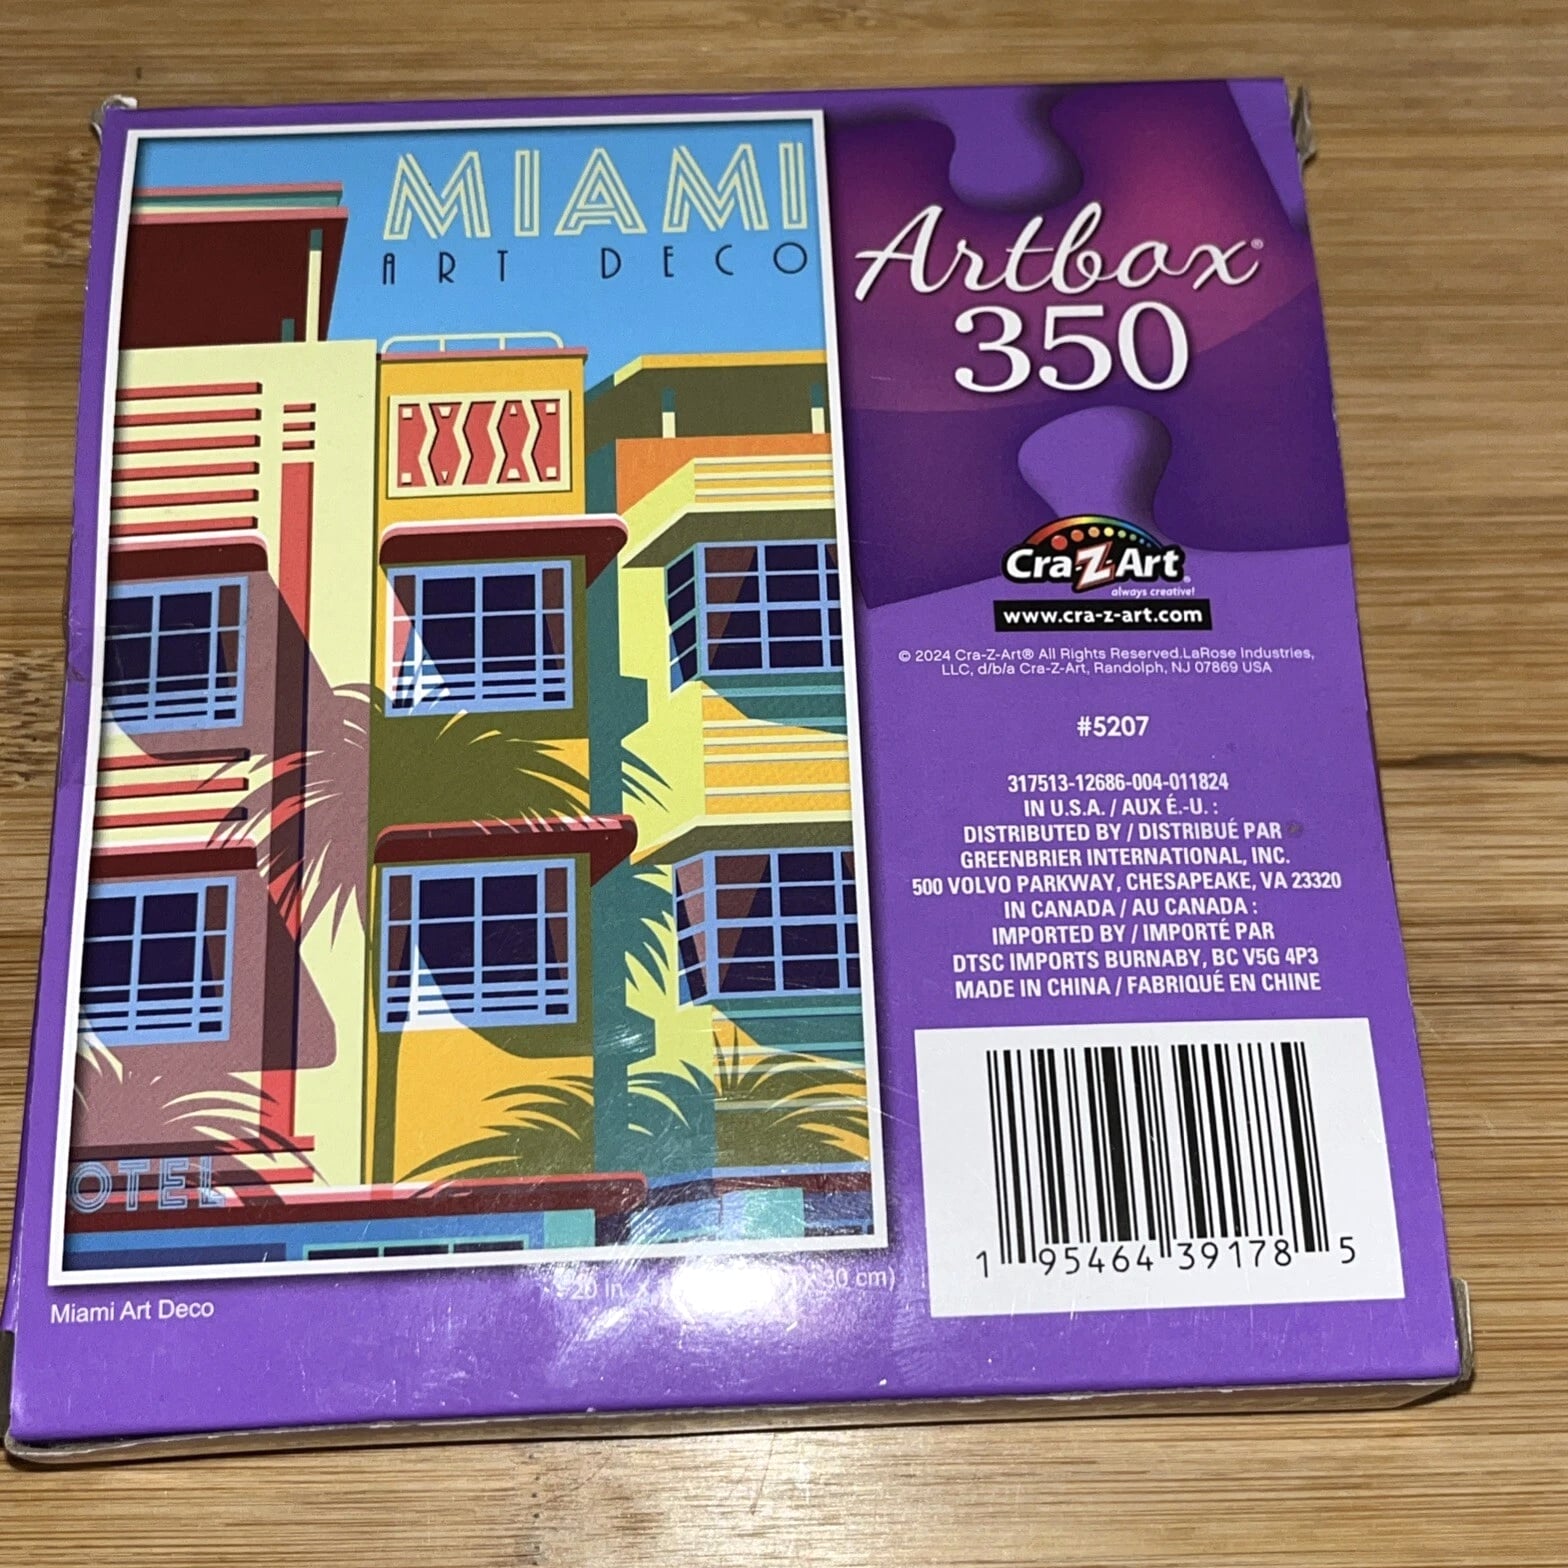 MIAMI
ART DECO
OTEL
Miami Art Deco
20 in
30 cm)
Artbox®
350
Cra-Z-Art®
always creative!
www.cra-z-art.com
© 2024 Cra-Z-Art® All Rights Reserved.LaRose Industries,
LLC, d/b/a Cra-Z-Art, Randolph, NJ 07869 USA
#5207
317513-12686-004-011824
IN U.S.A. / AUX É.-U. :
DISTRIBUTED BY / DISTRIBUÉ PAR
GREENBRIER INTERNATIONAL, INC.
500 VOLVO PARKWAY, CHESAPEAKE, VA 23320
IN CANADA / AU CANADA :
IMPORTED BY / IMPORTÉ PAR
DTSC IMPORTS BURNABY, BC V5G 4P3
MADE IN CHINA / FABRIQUÉ EN CHINE
1 95464 39178 5